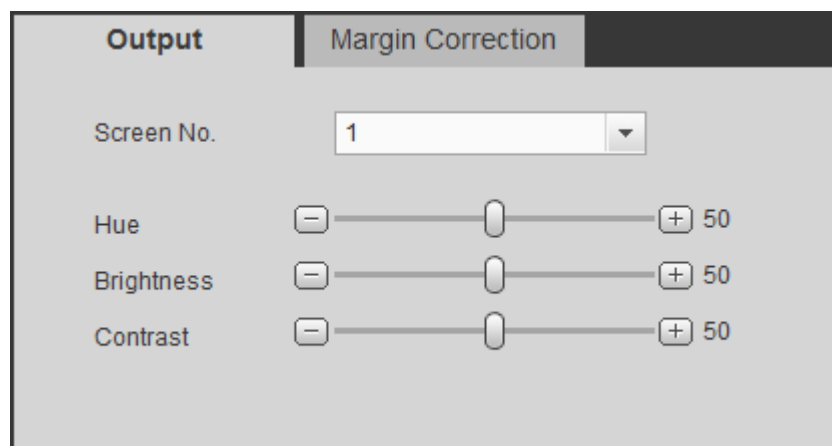 Output Margin Correction
Screen No. 1
Hue 50
Brightness 50
Contrast 50